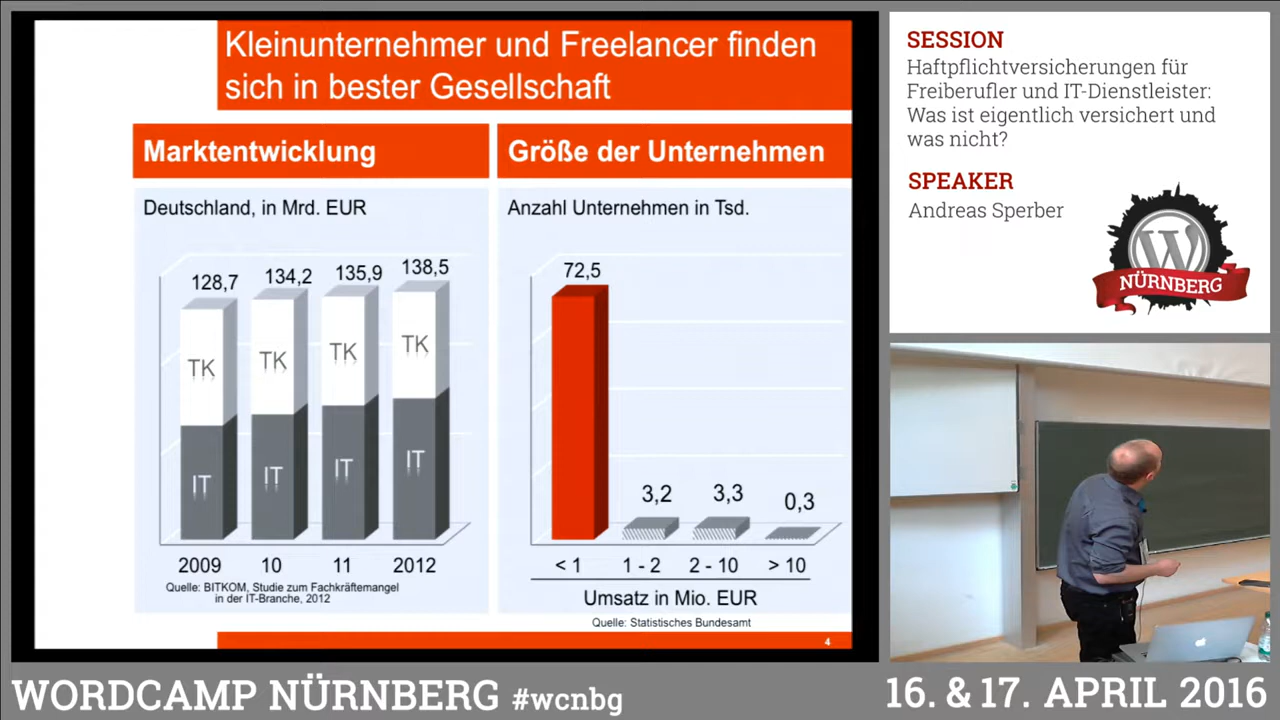 Kleinunternehmer und Freelancer finden
sich in bester Gesellschaft
Marktentwicklung
Deutschland, in Mrd. EUR
128,7
134,2
135,9
138,5
TK
TK
TK
TK
IT
IT
IT
IT
2009
10
11
2012
Quelle: BITKOM, Studie zum Fachkräftemangel
in der IT-Branche, 2012
Größe der Unternehmen
Anzahl Unternehmen in Tsd.
72,5
3,2
3,3
0,3
< 1
1 - 2
2 - 10
> 10
Umsatz in Mio. EUR
Quelle: Statistisches Bundesamt
4
SESSION
Haftpflichtversicherungen für
Freiberufler und IT-Dienstleister:
Was ist eigentlich versichert und
was nicht?
SPEAKER
Andreas Sperber
W
NÜRNBERG
WORDCAMP NÜRNBERG #wcnbg
16. & 17. APRIL 2016